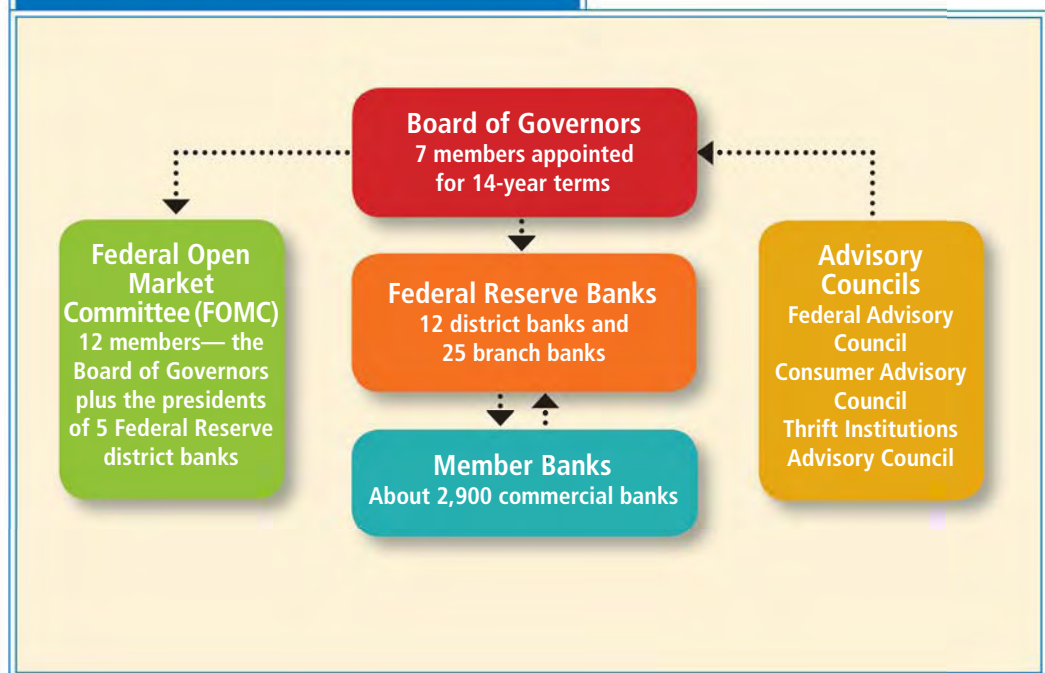 Board of Governors
7 members appointed
for 14-year terms
Federal Open
Market
Committee (FOMC)
12 members— the
Board of Governors
plus the presidents
of 5 Federal Reserve
district banks
Federal Reserve Banks
12 district banks and
25 branch banks
Member Banks
About 2,900 commercial banks
Advisory
Councils
Federal Advisory
Council
Consumer Advisory
Council
Thrift Institutions
Advisory Council